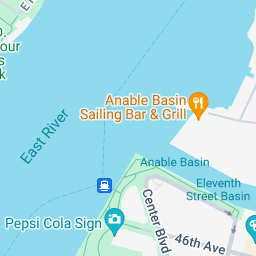 D.
our
s
k
E R
East River
Anable Basin
Sailing Bar & Grill
Anable Basin
Eleventh
Street Basin
Pepsi Cola Sign
Center Blvd
46th Ave